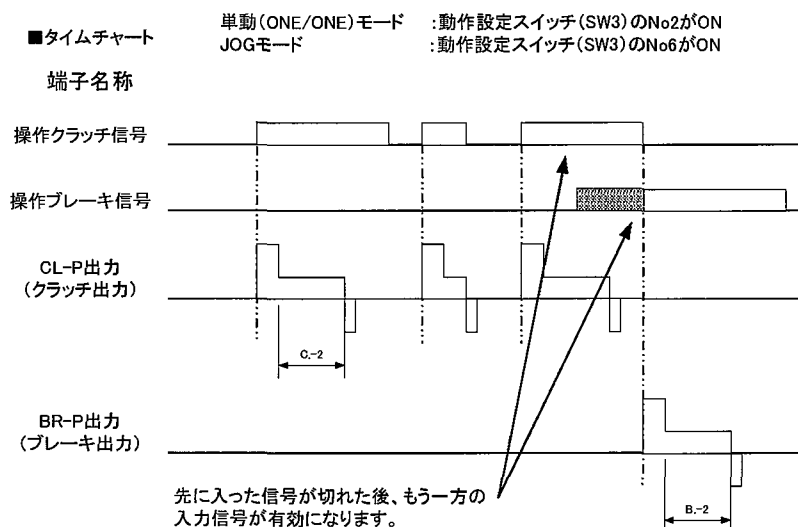 ■タイムチャート
単動(ONE/ONE)モード :動作設定スイッチ(SW3)のNo2がON
JOGモード :動作設定スイッチ(SW3)のNo6がON
端子名称
操作クラッチ信号
操作ブレーキ信号
CL-P出力
(クラッチ出力)
C.-2
BR-P出力
(ブレーキ出力)
先に入った信号が切れた後、もう一方の
入力信号が有効になります。
B.-2